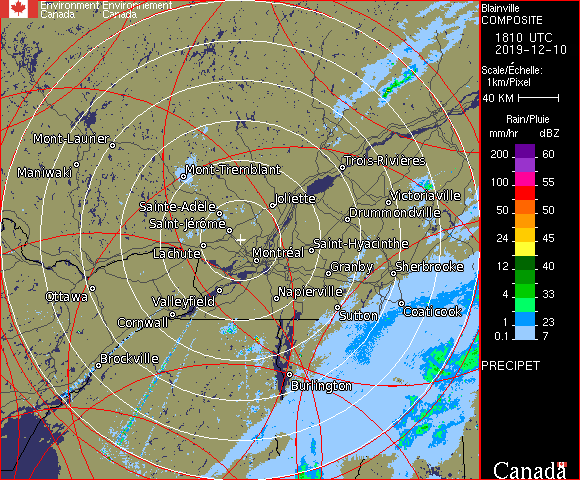 Environment Environnement
Canada Canada
Blainville
COMPOSITE
1810 UTC
2019-12-10
Scale/Échelle:
1km/Pixel
40 KM
Rain/Pluie
mm/hr dBZ
200 60
100 55
50 50
24 45
12 40
4 33
1 23
0.1 7
PRECIPET
Canada
Mont-Laurier
Maniwaki
Mont-Tremblant
Trois-Rivières
Sainte-Adele
Joliette
Victoriaville
Saint-Jérôme
Drummondville
Lachute
Montréal
Saint-Hyacinthe
Granby
Sherbrooke
Ottawa
Valleyfield
Napierville
Cornwall
Sutton
Coaticook
Brockville
Burlington